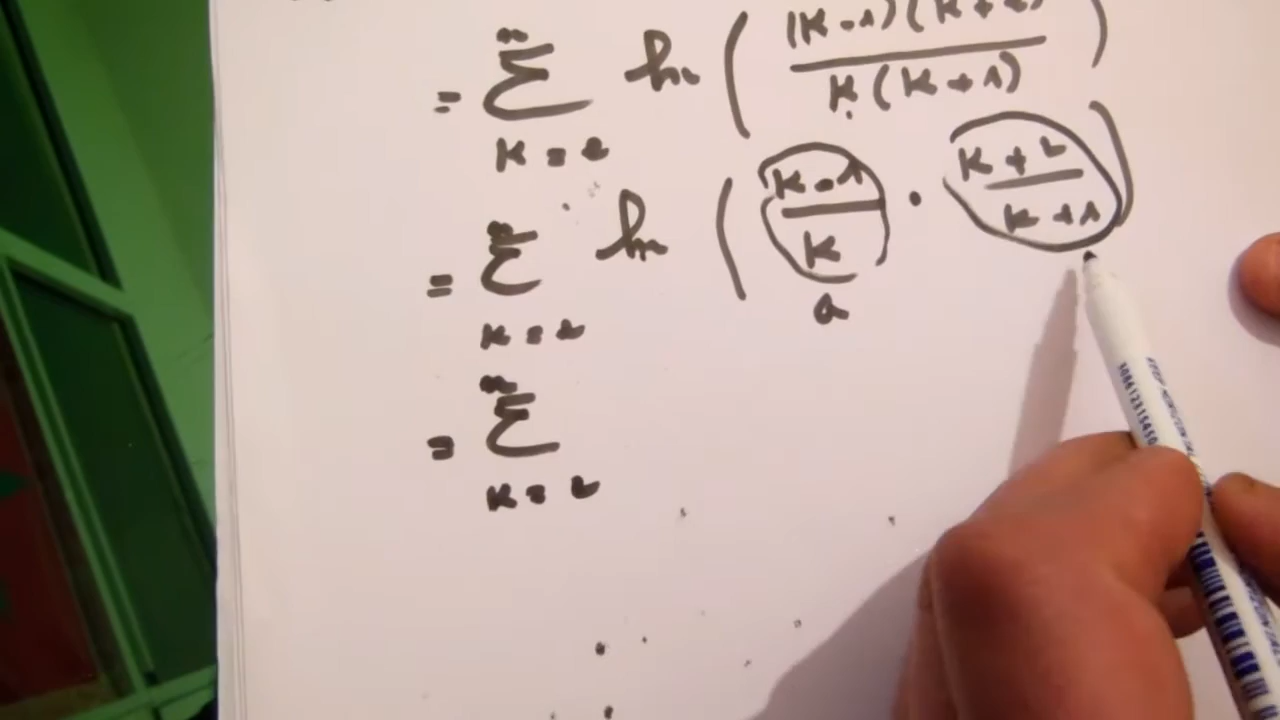 = n Σ k=2 ln ( (k-1)(k+2) / k(k+1) )
= n Σ k=2 ln ( k-1 / k · k+2 / k+1 )
a
= n Σ k=2